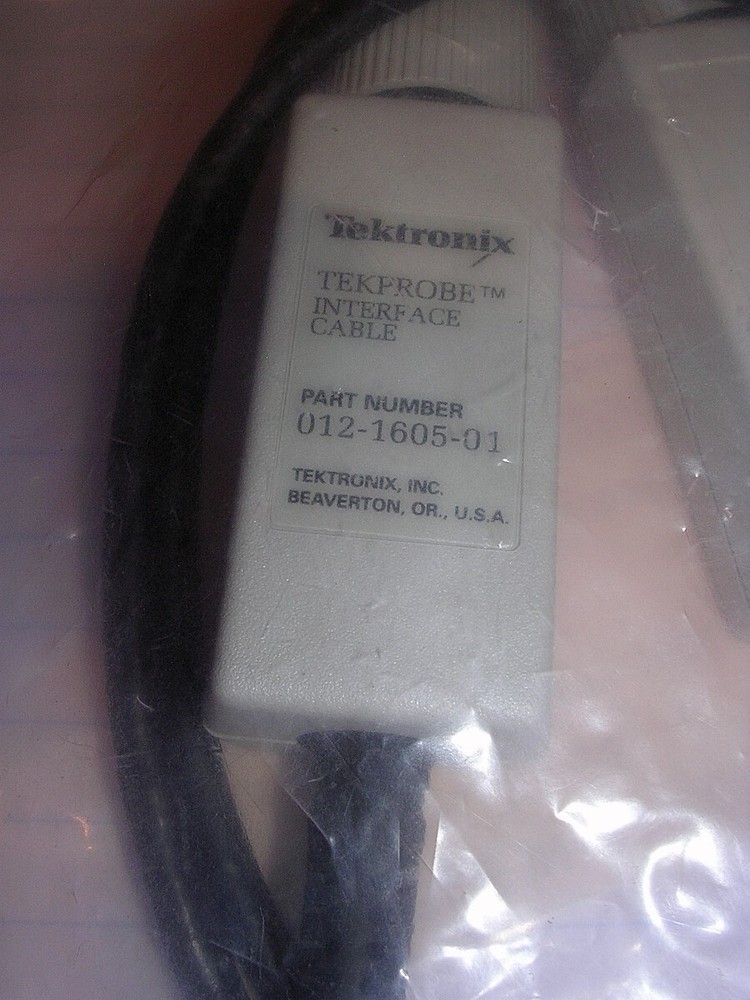 Tektronix
TEKPROBE™
INTERFACE
CABLE
PART NUMBER
012-1605-01
TEKTRONIX, INC.
BEAVERTON, OR., U.S.A.